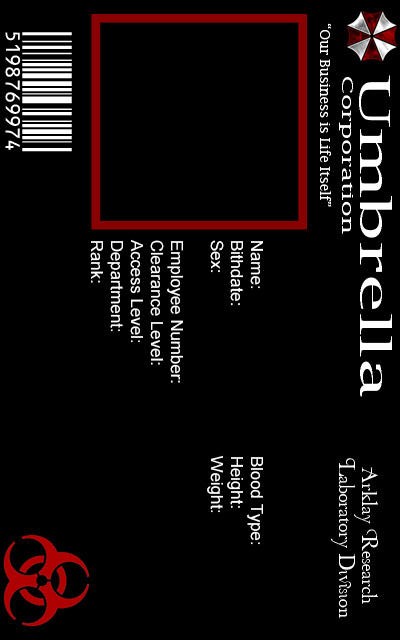 Umbrella
Corporation
"Our Business is Life Itself"
Arklay Research
Laboratory Division
Name:
Bithdate:
Sex:
Blood Type:
Height:
Weight:
Employee Number:
Clearance Level:
Access Level:
Department:
Rank:
5198769974